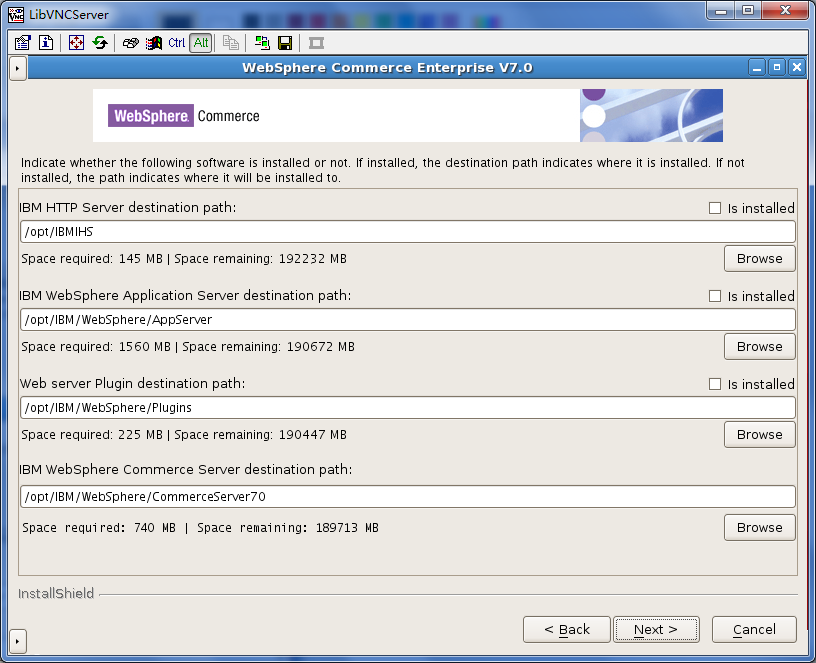 LibVNCServer
Ctrl Alt
WebSphere Commerce Enterprise V7.0
WebSphere. Commerce
Indicate whether the following software is installed or not. If installed, the destination path indicates where it is installed. If not
installed, the path indicates where it will be installed to.
IBM HTTP Server destination path:
Is installed
/opt/IBMIHS
Space required: 145 MB | Space remaining: 192232 MB
Browse
IBM WebSphere Application Server destination path:
Is installed
/opt/IBM/WebSphere/AppServer
Space required: 1560 MB | Space remaining: 190672 MB
Browse
Web server Plugin destination path:
Is installed
/opt/IBM/WebSphere/Plugins
Space required: 225 MB | Space remaining: 190447 MB
Browse
IBM WebSphere Commerce Server destination path:
/opt/IBM/WebSphere/CommerceServer70
Space required: 740 MB | Space remaining: 189713 MB
Browse
InstallShield
< Back
Next >
Cancel